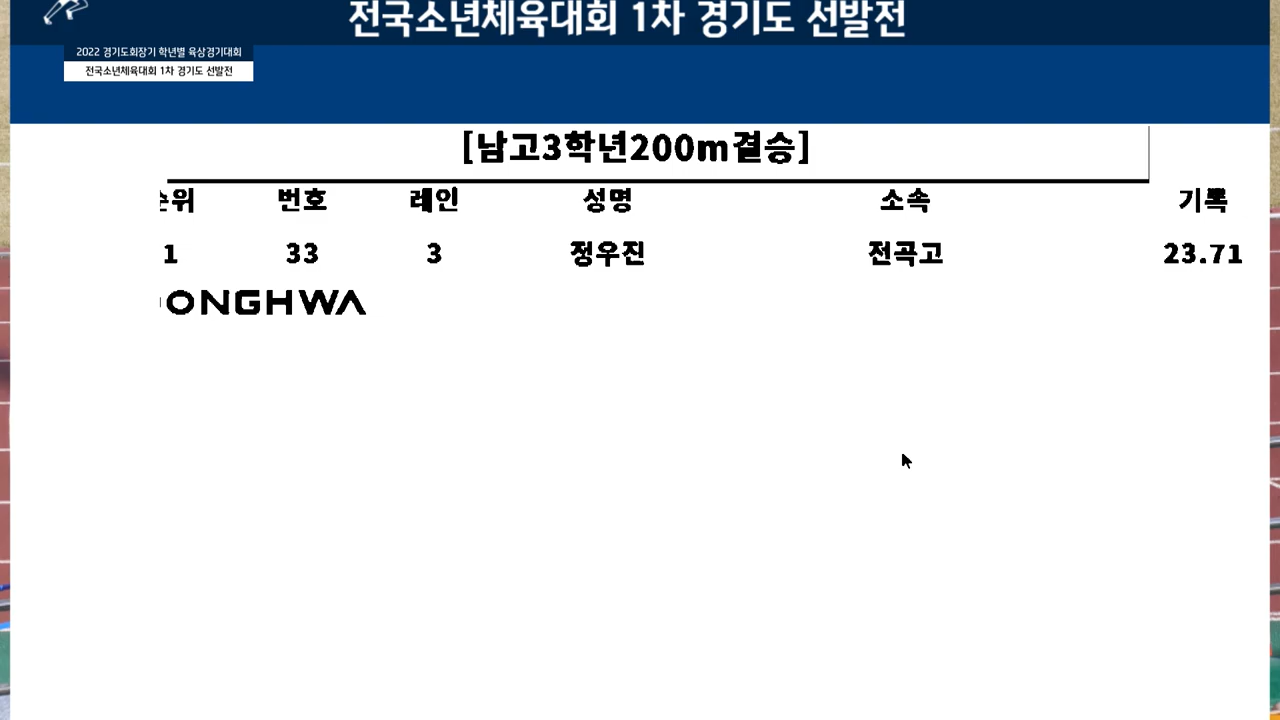 전국소년체육대회 1차 경기도 선발전
2022 경기도회장기 학년별 육상경기대회
전국소년체육대회 1차 경기도 선발전
[남고3학년200m결승]
순위 번호 레인 성명 소속 기록
1 33 3 정우진 전곡고 23.71
ONGHWA